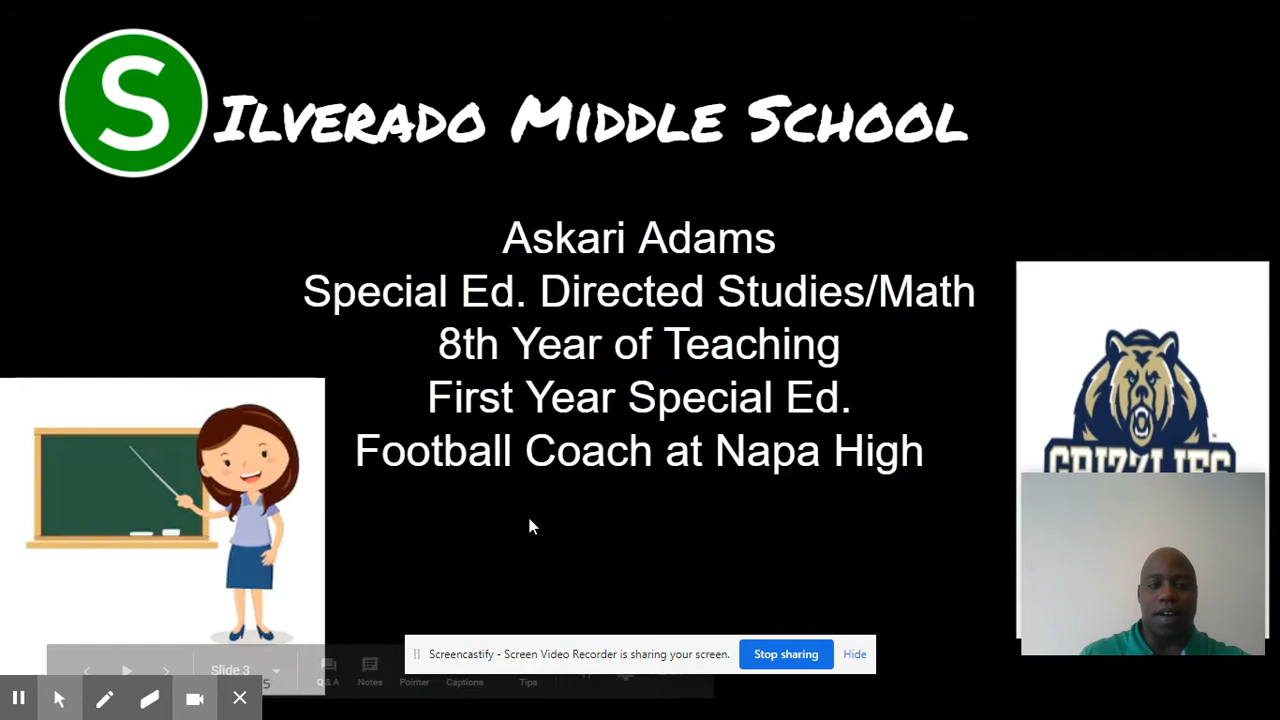 S ILVERADO MIDDLE SCHOOL
Askari Adams
Special Ed. Directed Studies/Math
8th Year of Teaching
First Year Special Ed.
Football Coach at Napa High
GRIZZLIES
Screencastify - Screen Video Recorder is sharing your screen.
Stop sharing
Hide
Slide 3
Q&A
Notes
Pointer
Captions
Tips